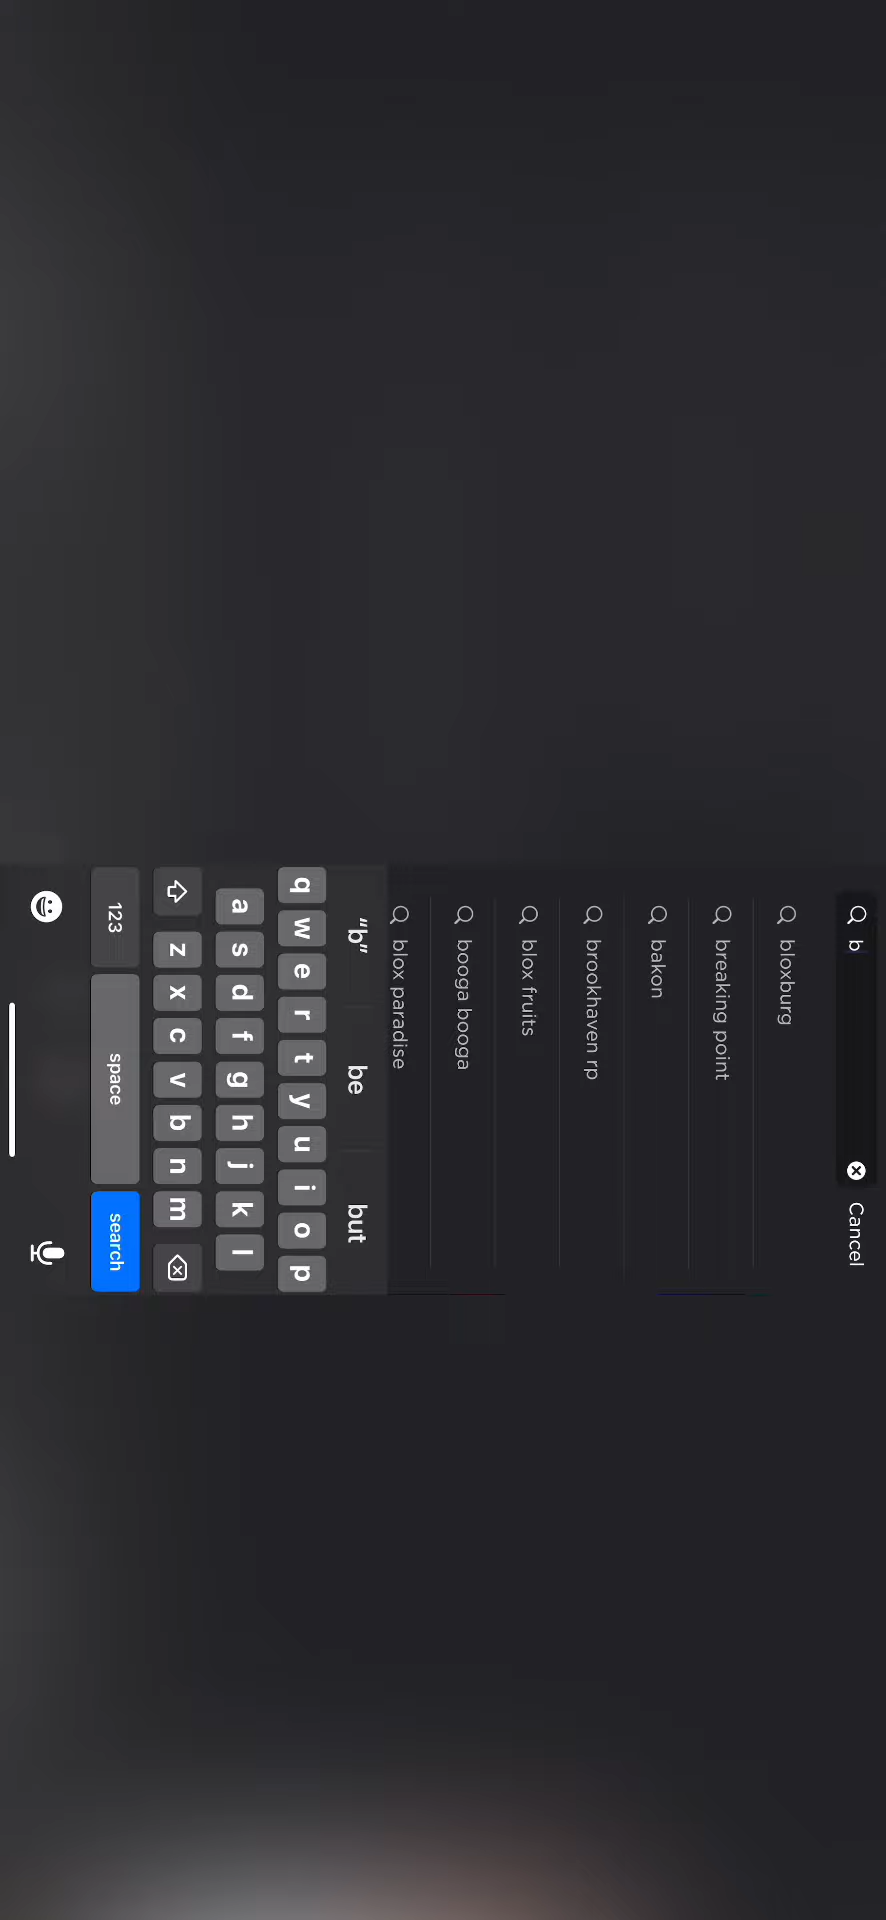 b
Cancel
bloxburg
breaking point
bakon
brookhaven rp
blox fruits
booga booga
blox paradise
"b" be but
q w e r t y u i o p
a s d f g h j k l
z x c v b n m
123 space search